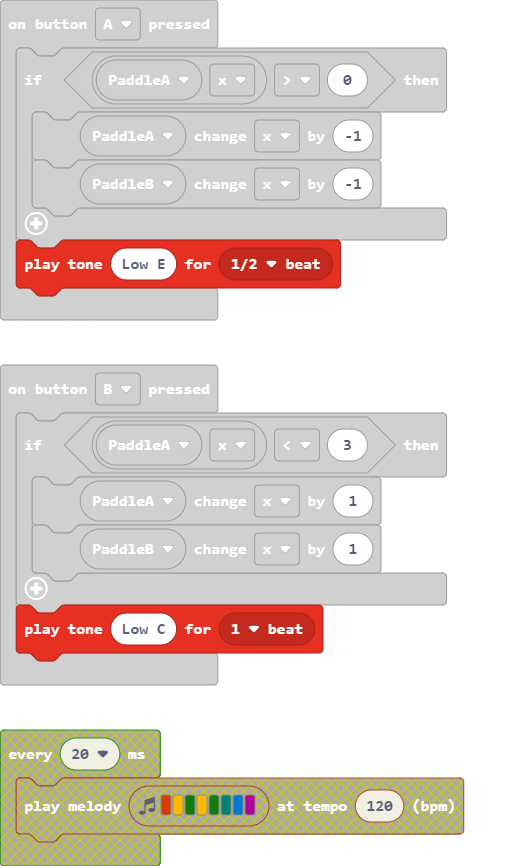 on button A pressed
if PaddleA x > 0 then
PaddleA change x by -1
PaddleB change x by -1
play tone Low E for 1/2 beat
on button B pressed
if PaddleA x < 3 then
PaddleA change x by 1
PaddleB change x by 1
play tone Low C for 1 beat
every 20 ms
play melody at tempo 120 (bpm)